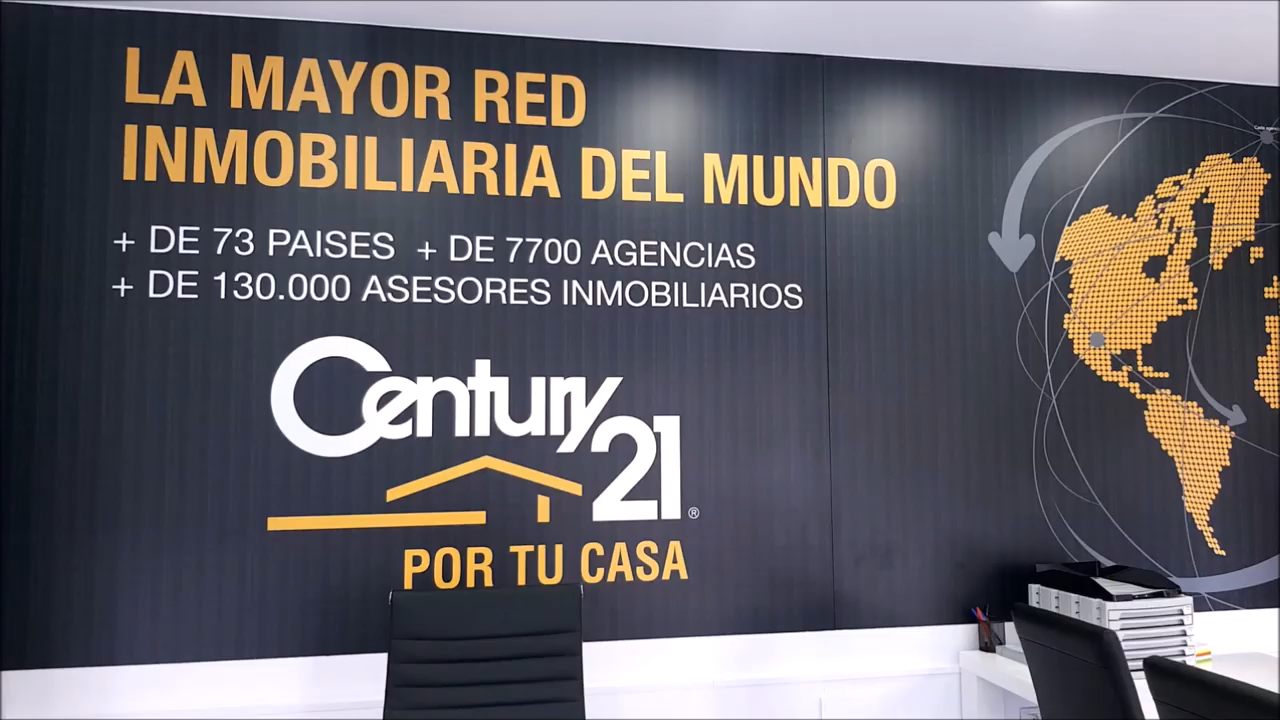 LA MAYOR RED
INMOBILIARIA DEL MUNDO
+ DE 73 PAISES + DE 7700 AGENCIAS
+ DE 130.000 ASESORES INMOBILIARIOS
Century 21®
POR TU CASA